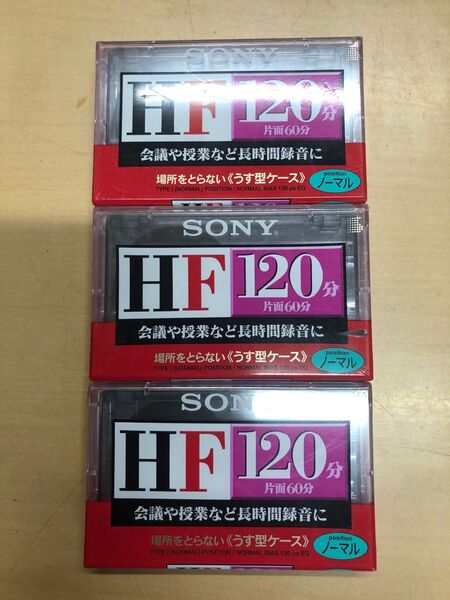 SONY
HF 120分
片面60分
会議や授業など長時間録音に
場所をとらない《うす型ケース》
TYPE I (NORMAL) POSITION / NORMAL BIAS 120 μs EQ
position
ノーマル
SONY
HF 120分
片面60分
会議や授業など長時間録音に
場所をとらない《うす型ケース》
TYPE I (NORMAL) POSITION / NORMAL BIAS 120 μs EQ
position
ノーマル
SONY
HF 120分
片面60分
会議や授業など長時間録音に
場所をとらない《うす型ケース》
TYPE I (NORMAL) POSITION / NORMAL BIAS 120 μs EQ
position
ノーマル